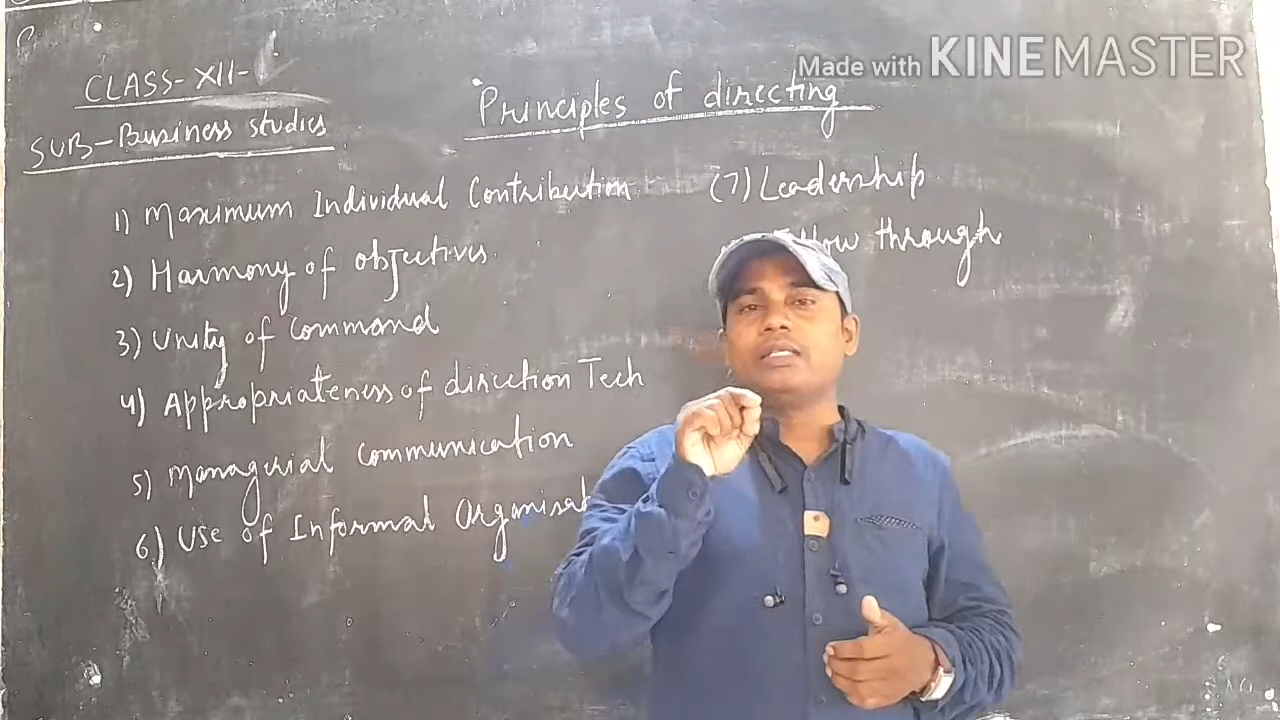 Made with KINEMASTER
CLASS-XII-
SUB-Business studies
Principles of directing
1) Maximum Individual Contribution
2) Harmony of objectives.
3) Unity of Command
4) Appropriateness of direction Tech
5) Managerial Communication
6) Use of Informal Organisat
(7) Leadership
through